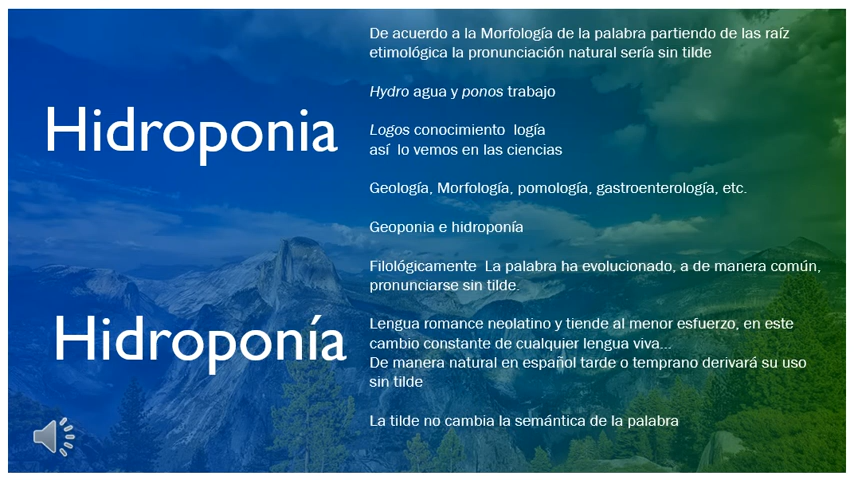 Hidroponia
Hidroponía
De acuerdo a la Morfología de la palabra partiendo de las raíz
etimológica la pronunciación natural sería sin tilde
Hydro agua y ponos trabajo
Logos conocimiento logía
así lo vemos en las ciencias
Geología, Morfología, pomología, gastroenterología, etc.
Geoponia e hidroponía
Filológicamente La palabra ha evolucionado, a de manera común,
pronunciarse sin tilde.
Lengua romance neolatino y tiende al menor esfuerzo, en este
cambio constante de cualquier lengua viva...
De manera natural en español tarde o temprano derivará su uso
sin tilde
La tilde no cambia la semántica de la palabra